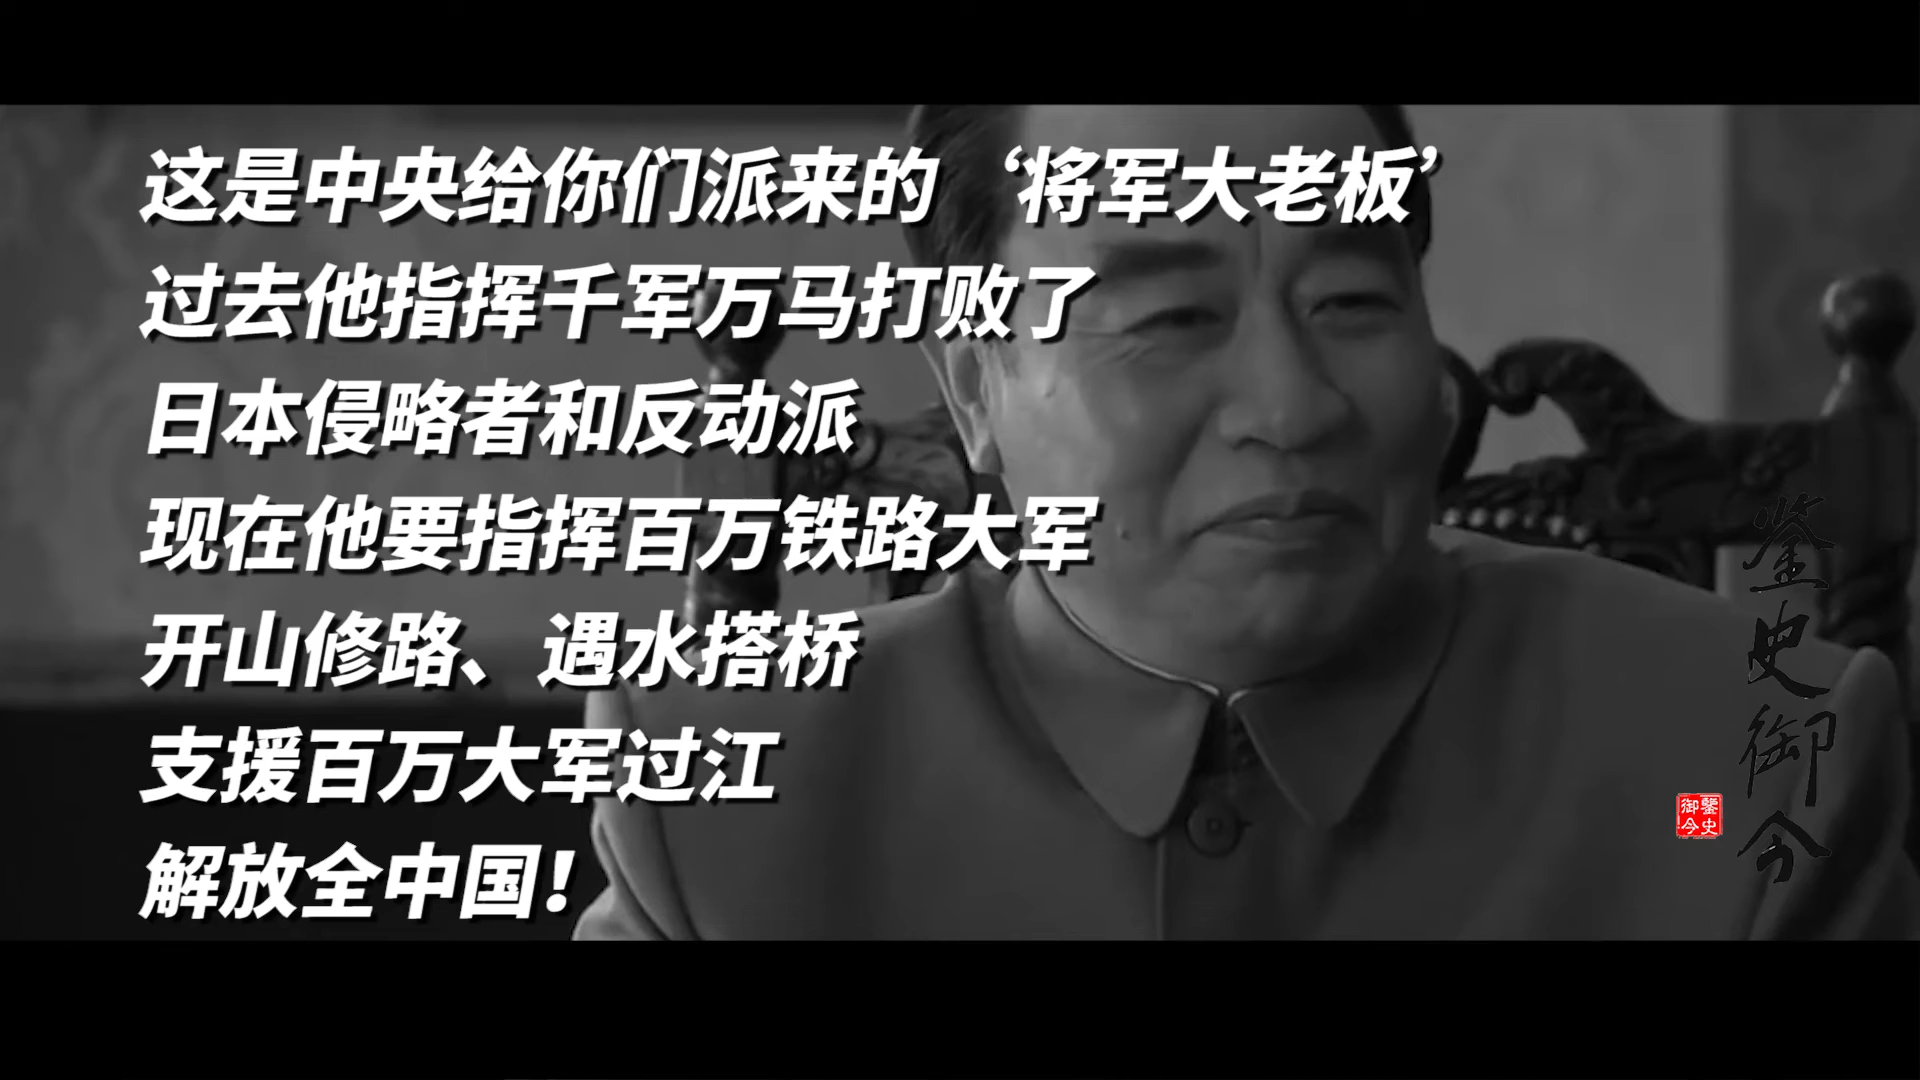 这是中央给你们派来的‘将军大老板’
过去他指挥千军万马打败了
日本侵略者和反动派
现在他要指挥百万铁路大军
开山修路、遇水搭桥
支援百万大军过江
解放全中国！
鉴史御今
鑒史
御今